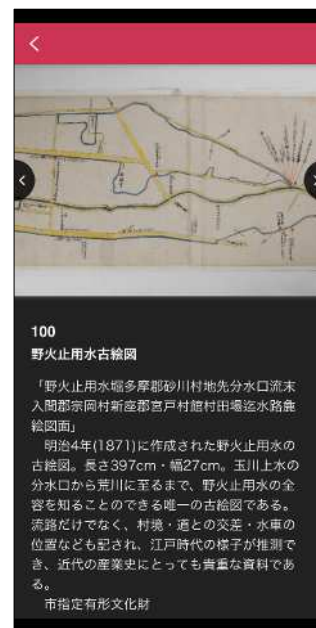 100
野火止用水古絵図
「野火止用水堀多摩郡砂川村地先分水口流末
入間郡宗岡村新座郡宮戸村館村田場迄水路麁
絵図面」
明治4年(1871)に作成された野火止用水の
古絵図。長さ397cm・幅27cm。玉川上水の
分水口から荒川に至るまで、野火止用水の全
容を知ることのできる唯一の古絵図である。
流路だけでなく、村境・道との交差・水車の
位置なども記され、江戸時代の様子が推測で
き、近代の産業史にとっても貴重な資料であ
る。
市指定有形文化財